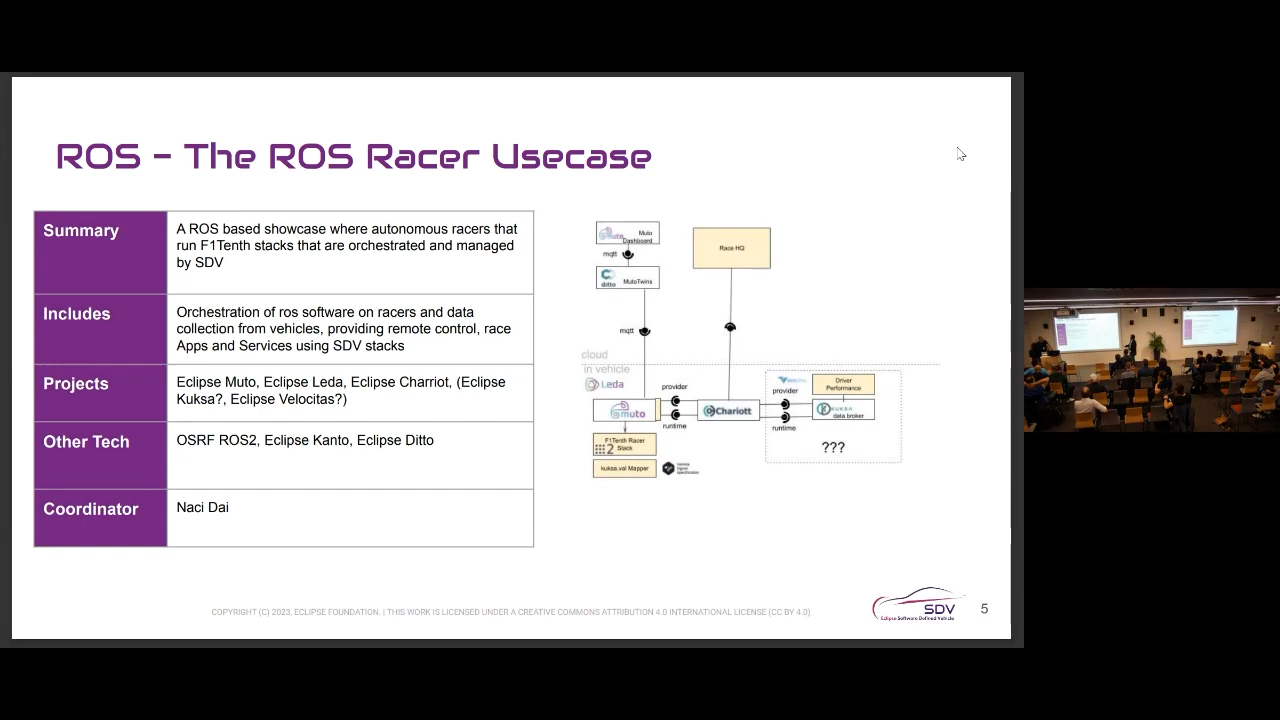 ROS - The ROS Racer Usecase
Summary
A ROS based showcase where autonomous racers that
run F1Tenth stacks that are orchestrated and managed
by SDV
Includes
Orchestration of ros software on racers and data
collection from vehicles, providing remote control, race
Apps and Services using SDV stacks
Projects
Eclipse Muto, Eclipse Leda, Eclipse Charriot, (Eclipse
Kuksa?, Eclipse Velocitas?)
Other Tech
OSRF ROS2, Eclipse Kanto, Eclipse Ditto
Coordinator
Naci Dai
muto
Muto
Dashboard
mqtt
ditto
MutoTwins
Race HQ
mqtt
cloud
in vehicle
Leda
provider
muto
runtime
Chariott
provider
runtime
Driver
Performance
KUKSA
data broker
???
F1Tenth Racer
Stack
2
kuksa.val Mapper
Vehicle
Signal
Specification
COPYRIGHT (C) 2023, ECLIPSE FOUNDATION. | THIS WORK IS LICENSED UNDER A CREATIVE COMMONS ATTRIBUTION 4.0 INTERNATIONAL LICENSE (CC BY 4.0)
SDV
Eclipse Software Defined Vehicle
5